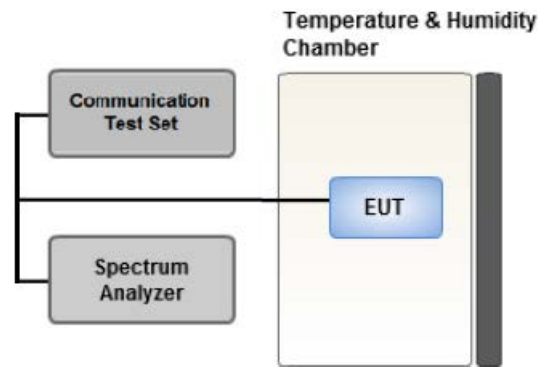 Temperature & Humidity
Chamber
Communication
Test Set
EUT
Spectrum
Analyzer